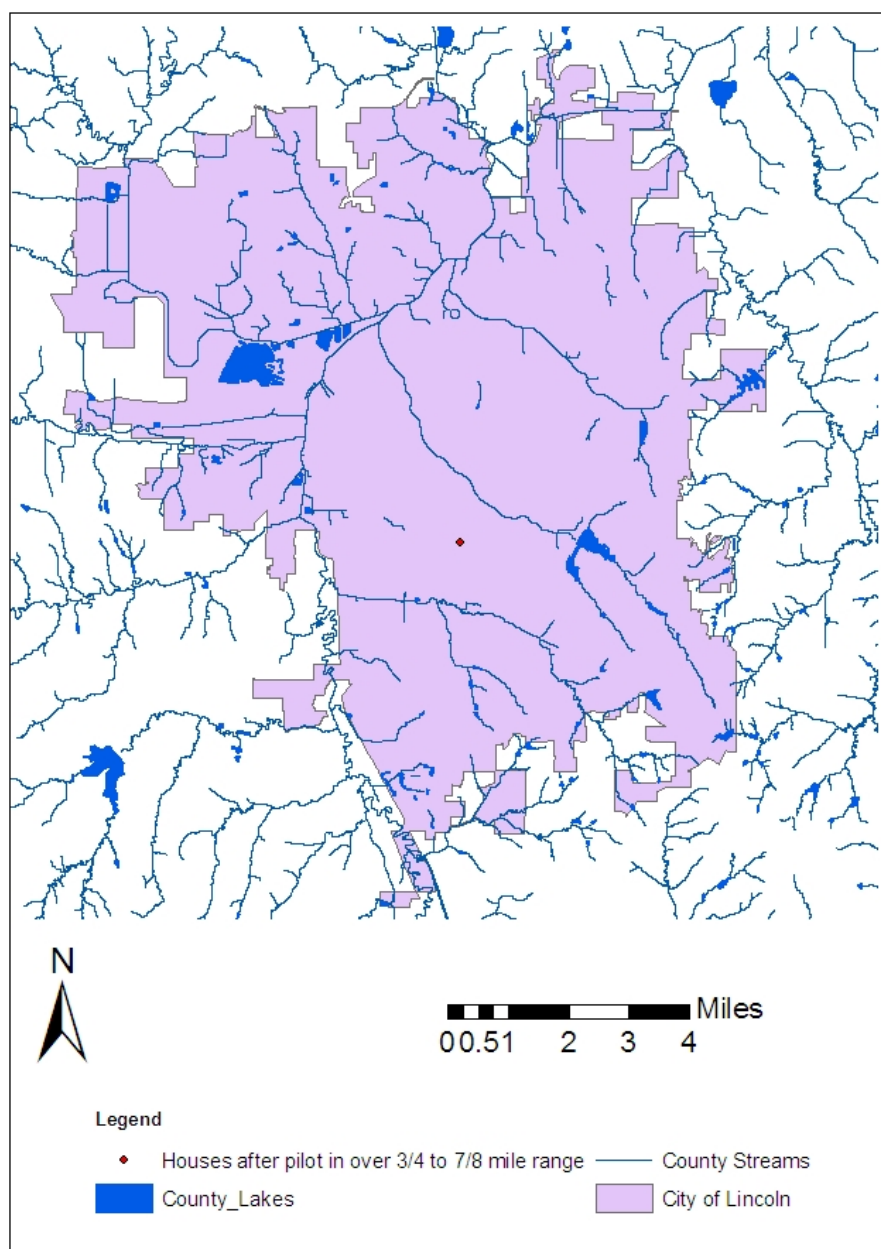 N
Miles
0 0.5 1 2 3 4
Legend
Houses after pilot in over 3/4 to 7/8 mile range
County Streams
County_Lakes
City of Lincoln